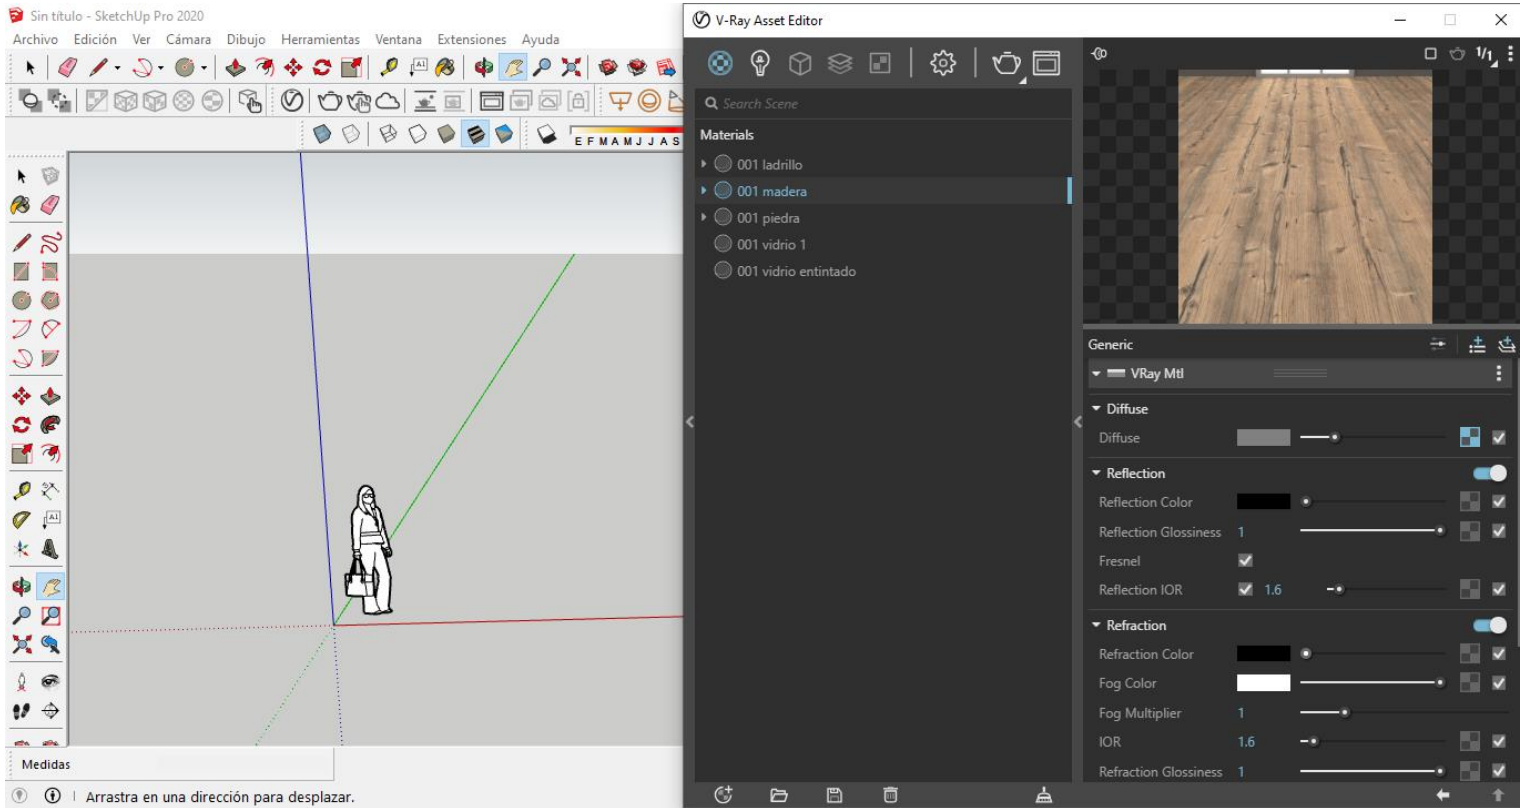 Sin título - SketchUp Pro 2020
Archivo Edición Ver Cámara Dibujo Herramientas Ventana Extensiones Ayuda
A1
E F M A M J J A S
A1
Medidas
Arrastra en una dirección para desplazar.
V-Ray Asset Editor
1/1
Search Scene
Materials
001 ladrillo
001 madera
001 piedra
001 vidrio 1
001 vidrio entintado
Generic
VRay Mtl
Diffuse
Diffuse
Reflection
Reflection Color
Reflection Glossiness 1
Fresnel
Reflection IOR 1.6
Refraction
Refraction Color
Fog Color
Fog Multiplier 1
IOR 1.6
Refraction Glossiness 1